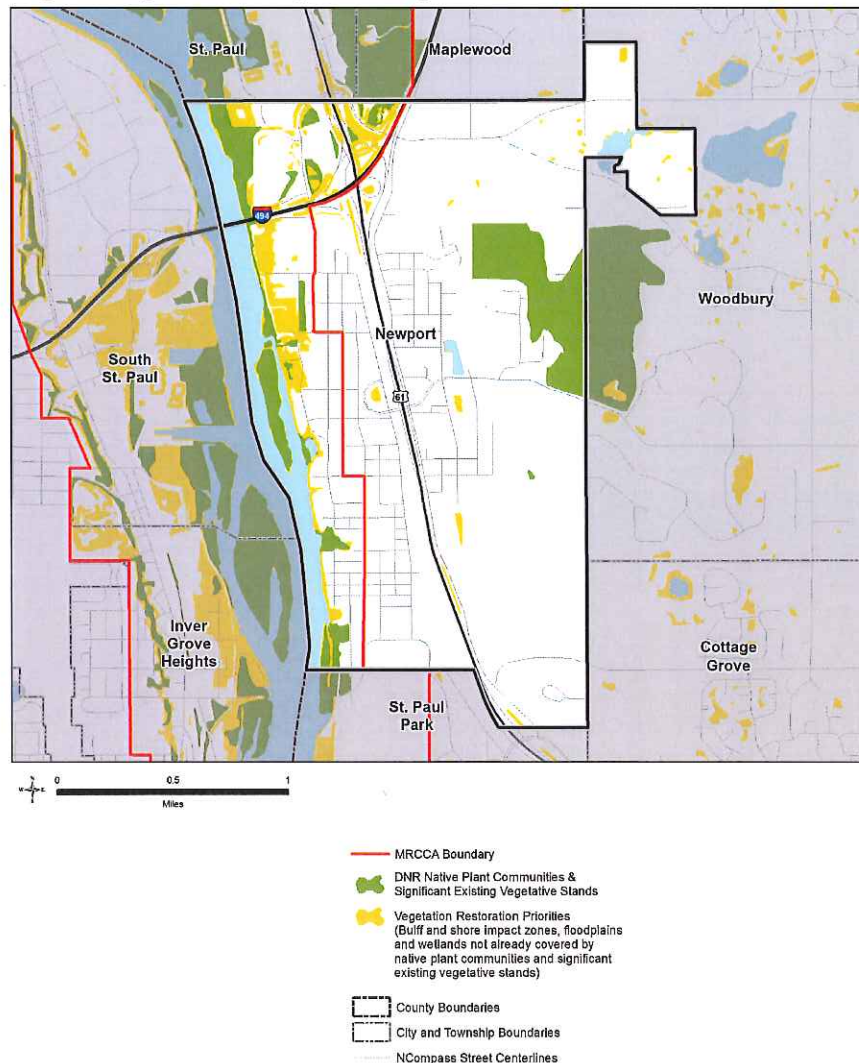 St. Paul
Maplewood
494
Woodbury
Newport
South
St. Paul
61
Inver
Grove
Heights
Cottage
Grove
St. Paul
Park
N
W
E
S
0
0.5
1
Miles
MRCCA Boundary
DNR Native Plant Communities &
Significant Existing Vegetative Stands
Vegetation Restoration Priorities
(Bluff and shore impact zones, floodplains
and wetlands not already covered by
native plant communities and significant
existing vegetative stands)
County Boundaries
City and Township Boundaries
NCompass Street Centerlines